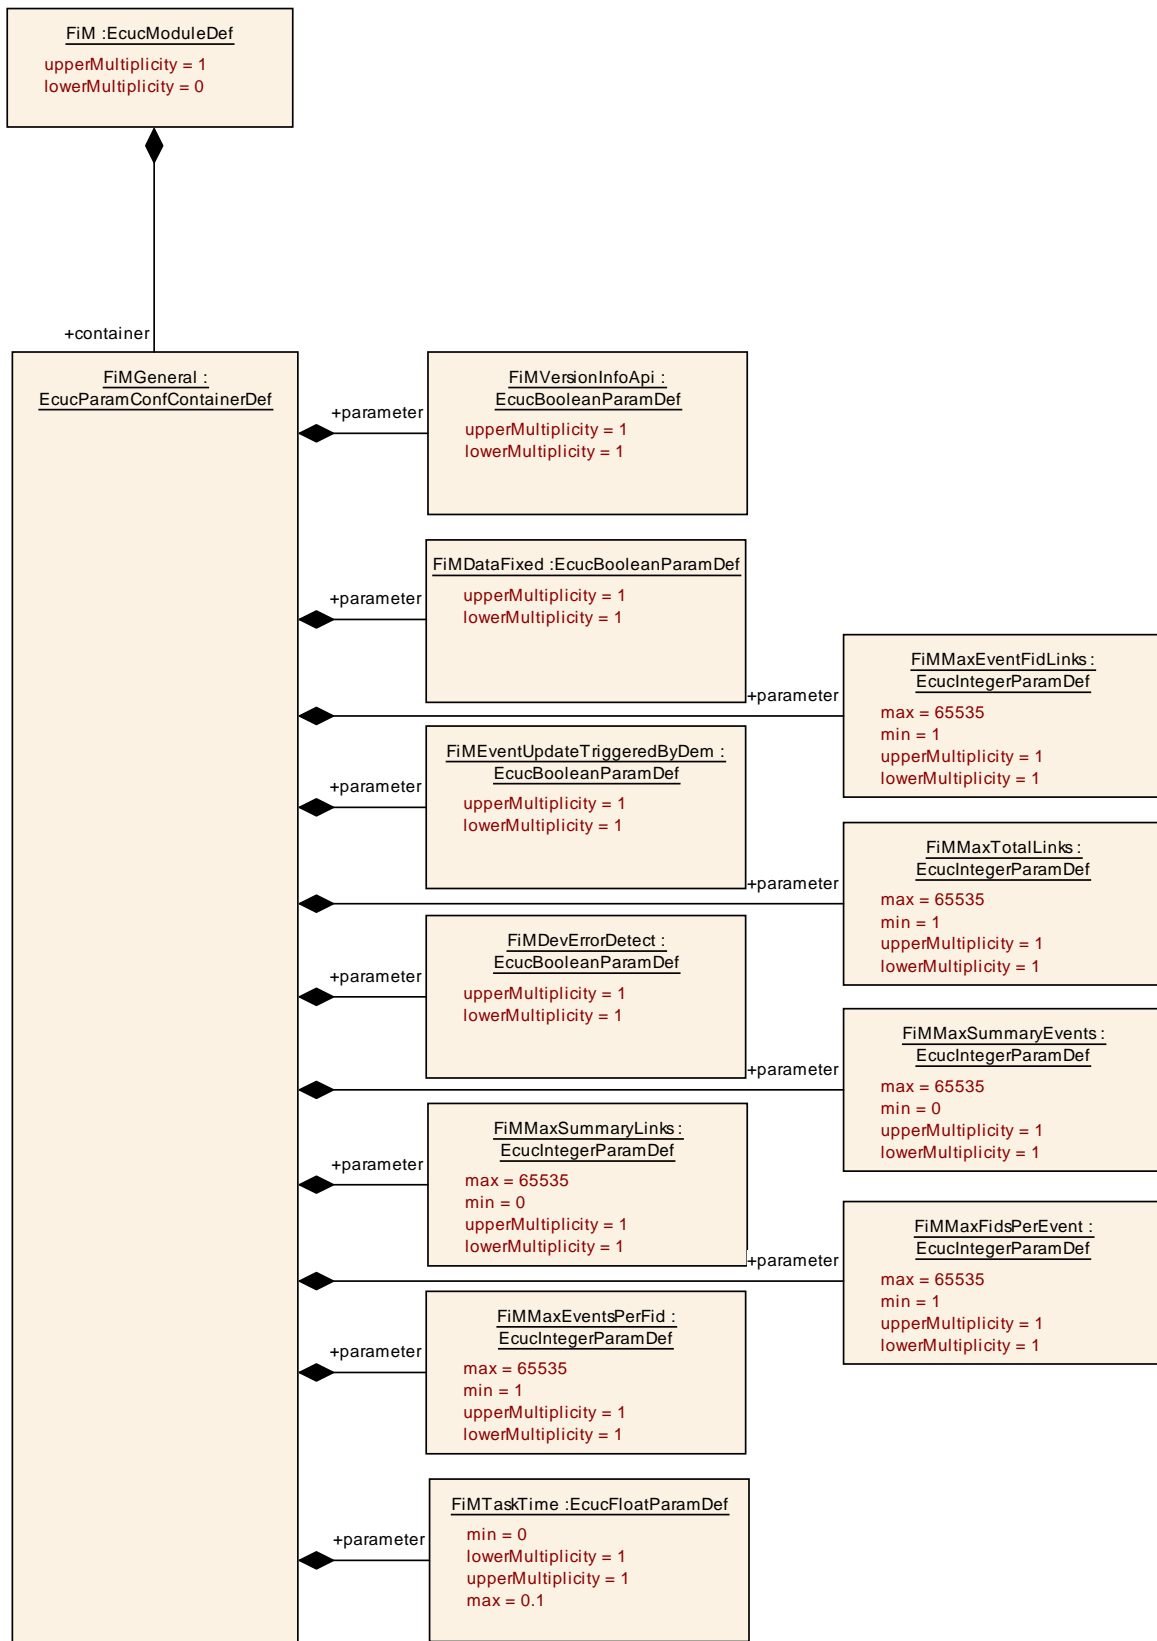 FiM :EcucModuleDef
upperMultiplicity = 1
lowerMultiplicity = 0
+container
FiMGeneral :
EcucParamConfContainerDef
+parameter
FiMVersionInfoApi :
EcucBooleanParamDef
upperMultiplicity = 1
lowerMultiplicity = 1
+parameter
FiMDataFixed :EcucBooleanParamDef
upperMultiplicity = 1
lowerMultiplicity = 1
+parameter
FiMMaxEventFidLinks :
EcucIntegerParamDef
max = 65535
min = 1
upperMultiplicity = 1
lowerMultiplicity = 1
+parameter
FiMEventUpdateTriggeredByDem :
EcucBooleanParamDef
upperMultiplicity = 1
lowerMultiplicity = 1
+parameter
FiMMaxTotalLinks :
EcucIntegerParamDef
max = 65535
min = 1
upperMultiplicity = 1
lowerMultiplicity = 1
+parameter
FiMDevErrorDetect :
EcucBooleanParamDef
upperMultiplicity = 1
lowerMultiplicity = 1
+parameter
FiMMaxSummaryEvents :
EcucIntegerParamDef
max = 65535
min = 0
upperMultiplicity = 1
lowerMultiplicity = 1
+parameter
FiMMaxSummaryLinks :
EcucIntegerParamDef
max = 65535
min = 0
upperMultiplicity = 1
lowerMultiplicity = 1
+parameter
FiMMaxFidsPerEvent :
EcucIntegerParamDef
max = 65535
min = 1
upperMultiplicity = 1
lowerMultiplicity = 1
+parameter
FiMMaxEventsPerFid :
EcucIntegerParamDef
max = 65535
min = 1
upperMultiplicity = 1
lowerMultiplicity = 1
+parameter
FiMTaskTime :EcucFloatParamDef
min = 0
lowerMultiplicity = 1
upperMultiplicity = 1
max = 0.1